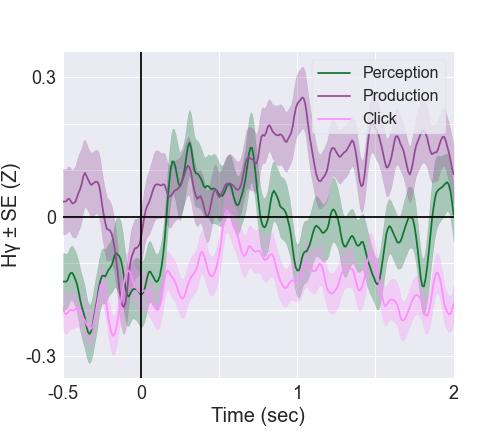 Perception
Production
Click
0.3
0
-0.3
Hγ ± SE (Z)
-0.5
0
1
2
Time (sec)